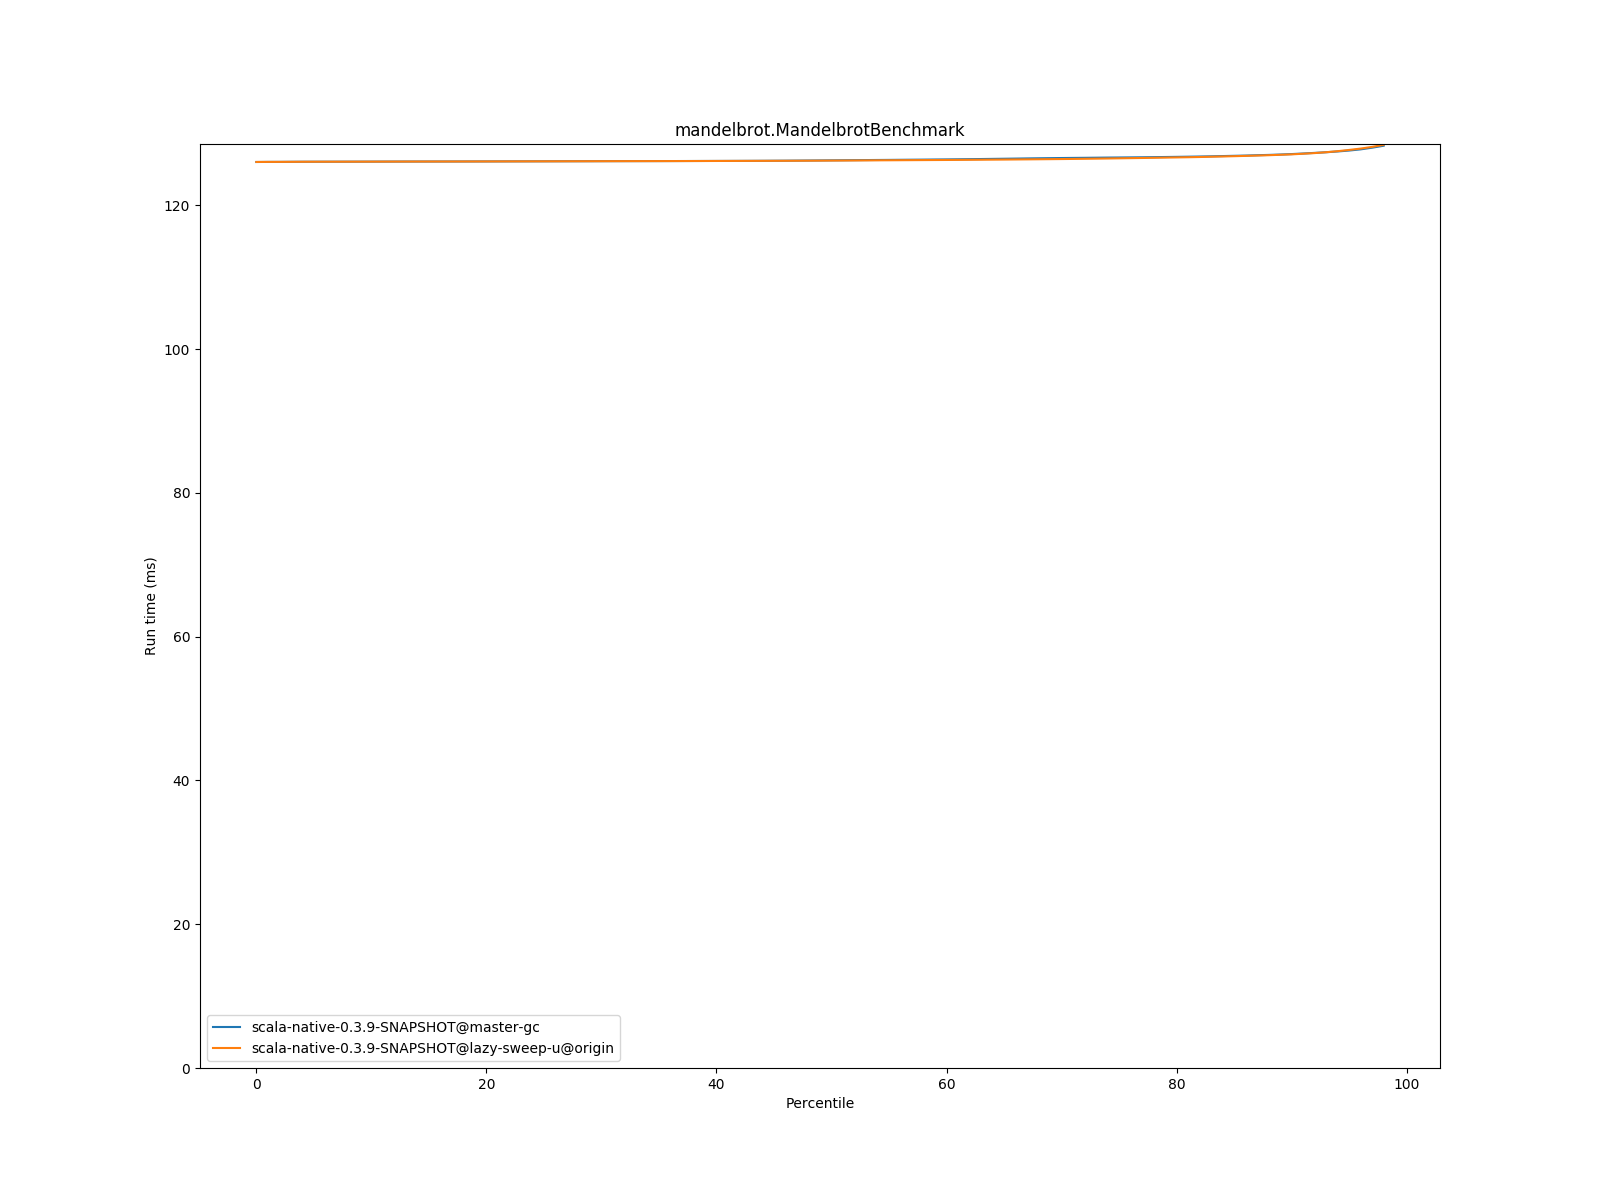 mandelbrot.MandelbrotBenchmark
120
100
80
60
40
20
0
Run time (ms)
scala-native-0.3.9-SNAPSHOT@master-gc
scala-native-0.3.9-SNAPSHOT@lazy-sweep-u@origin
0 20 40 60 80 100
Percentile